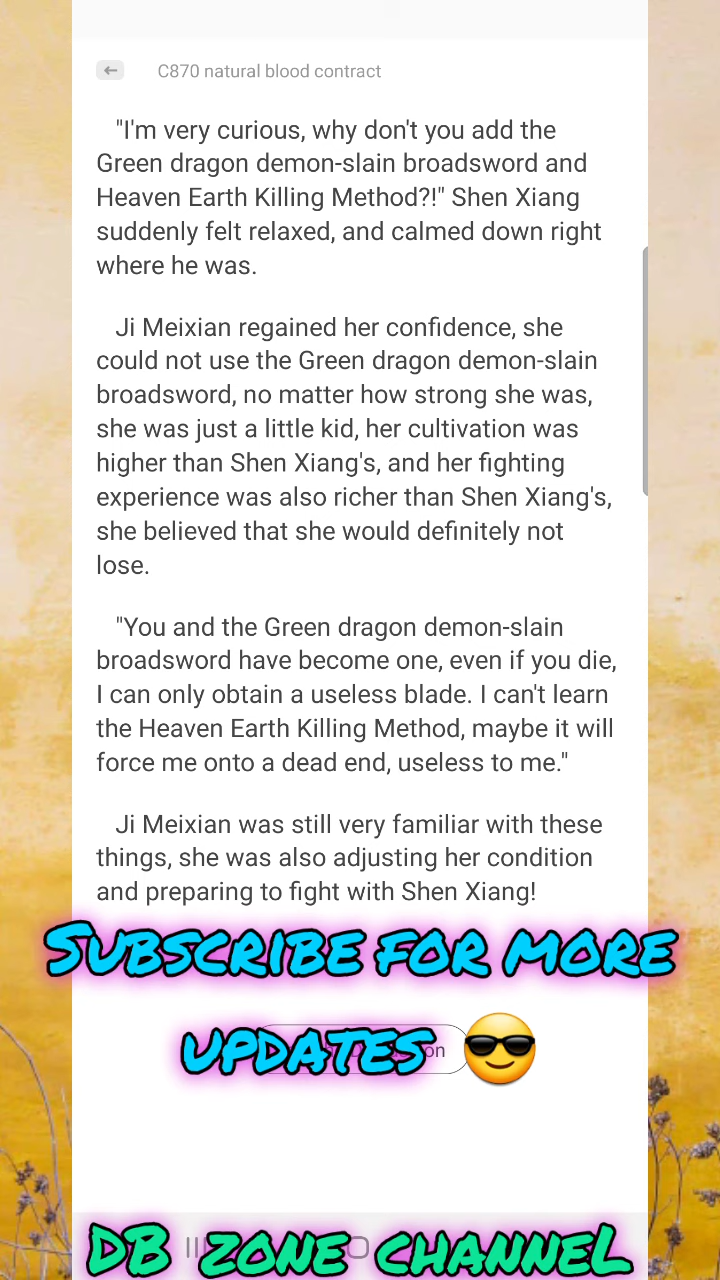 C870 natural blood contract
"I'm very curious, why don't you add the
Green dragon demon-slain broadsword and
Heaven Earth Killing Method?!" Shen Xiang
suddenly felt relaxed, and calmed down right
where he was.
Ji Meixian regained her confidence, she
could not use the Green dragon demon-slain
broadsword, no matter how strong she was,
she was just a little kid, her cultivation was
higher than Shen Xiang's, and her fighting
experience was also richer than Shen Xiang's,
she believed that she would definitely not
lose.
"You and the Green dragon demon-slain
broadsword have become one, even if you die,
I can only obtain a useless blade. I can't learn
the Heaven Earth Killing Method, maybe it will
force me onto a dead end, useless to me."
Ji Meixian was still very familiar with these
things, she was also adjusting her condition
and preparing to fight with Shen Xiang!
SUBSCRIBE FOR MORE
UPDATES
DB ZONE CHANNEL